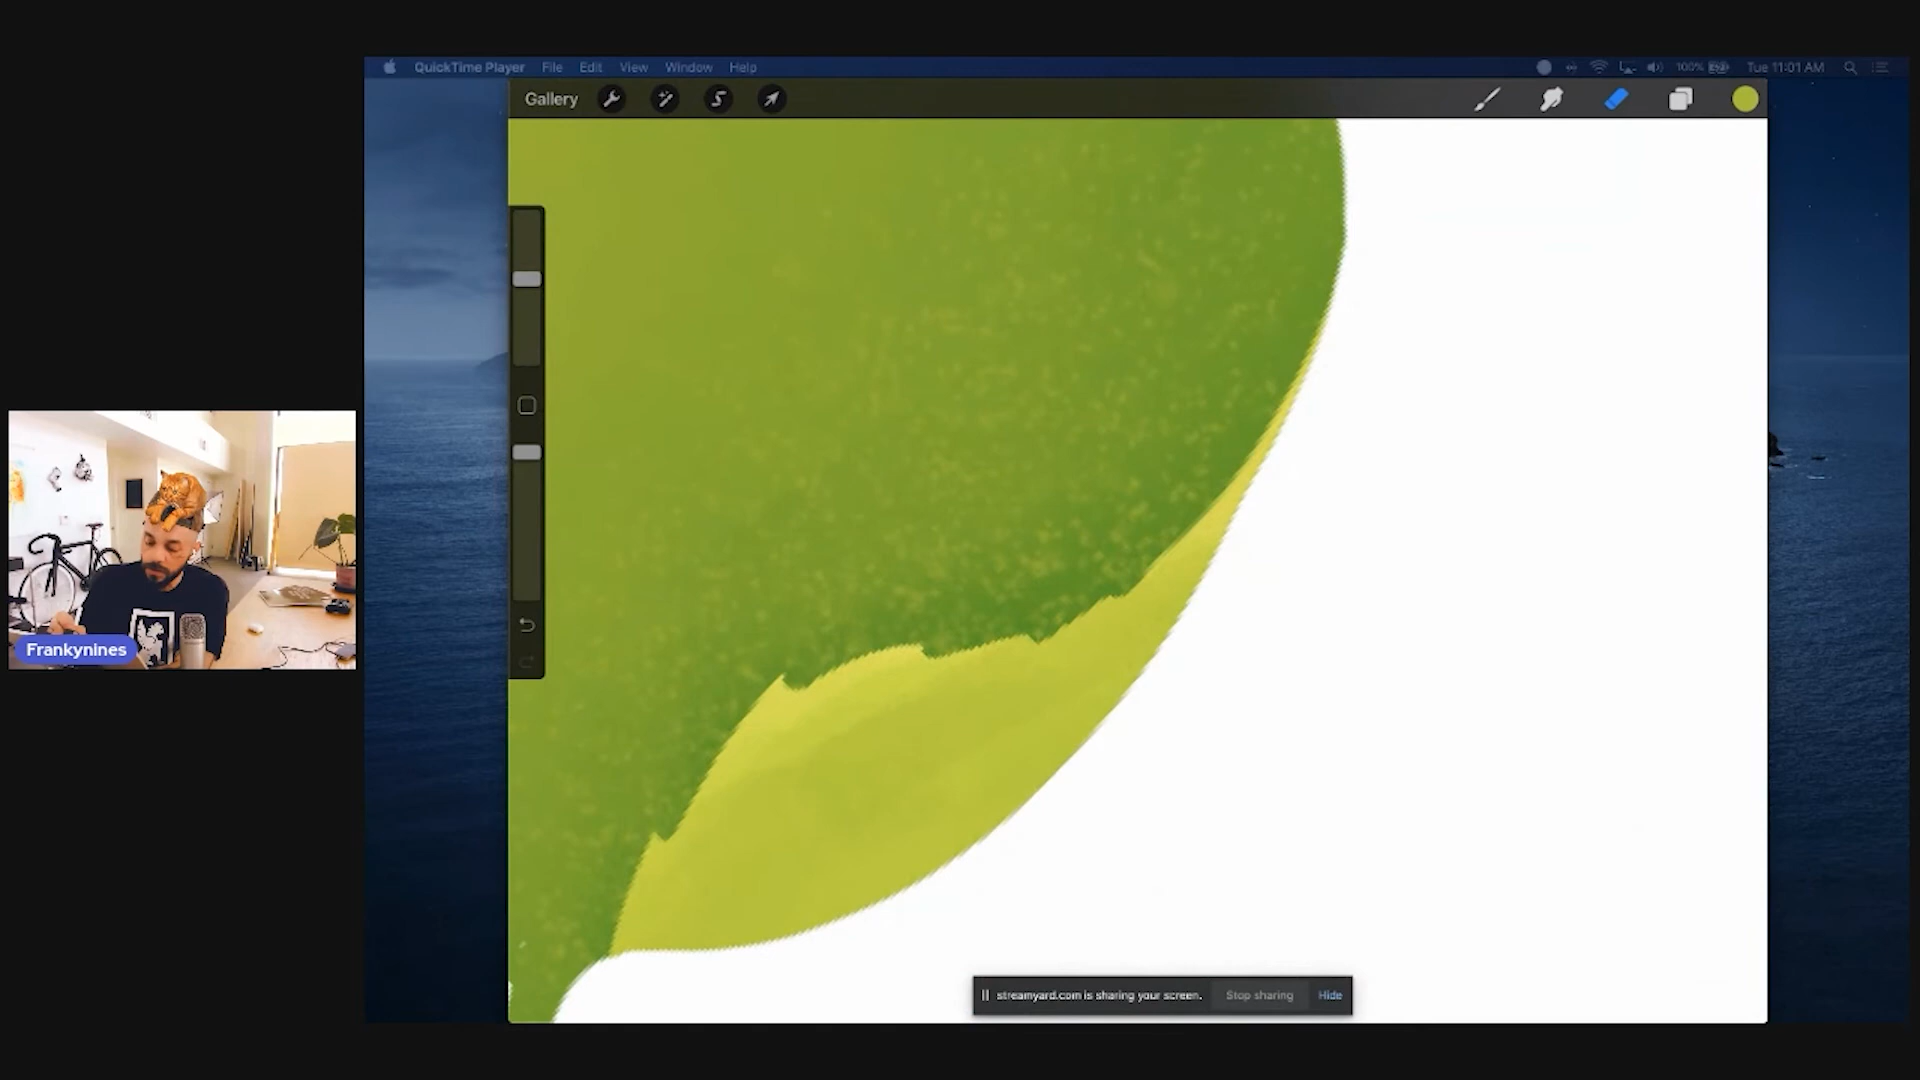 QuickTime Player File Edit View Window Help 100% Tue 11:01 AM
Gallery
Frankynines
streamyard.com is sharing your screen. Stop sharing Hide